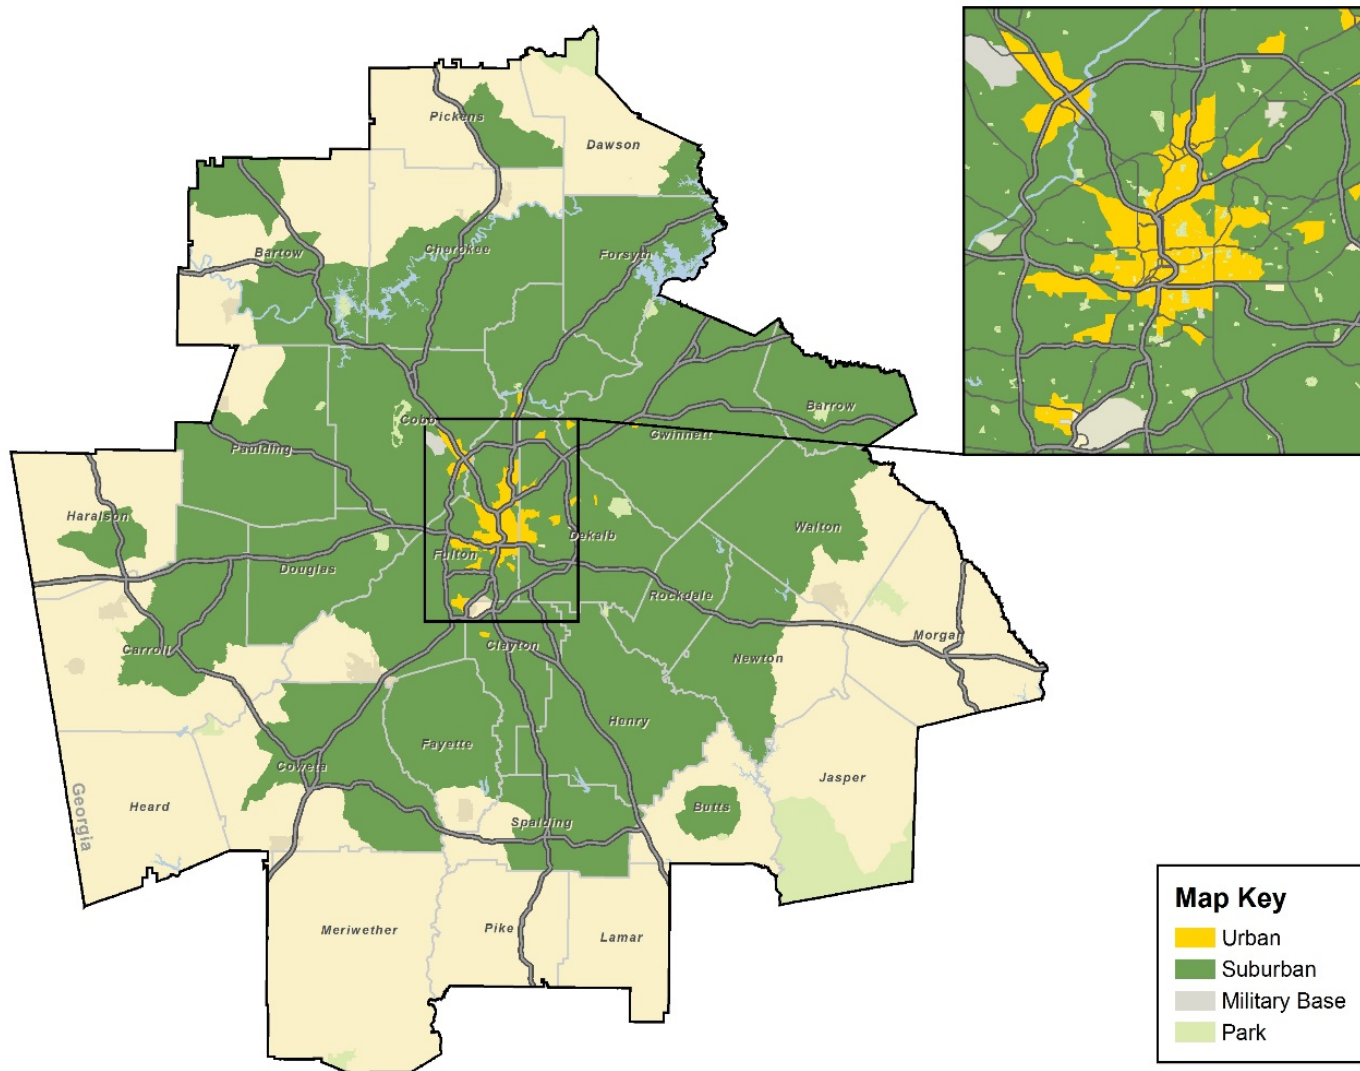 Pickens
Dawson
Bartow
Cherokee
Forsyth
Barrow
Cobb
Gwinnett
Paulding
Haralson
Walton
Dekalb
Fulton
Douglas
Rockdale
Morgan
Carroll
Clayton
Newton
Henry
Fayette
Coweta
Jasper
Heard
Georgia
Butts
Spalding
Meriwether
Pike
Lamar
Map Key
Urban
Suburban
Military Base
Park